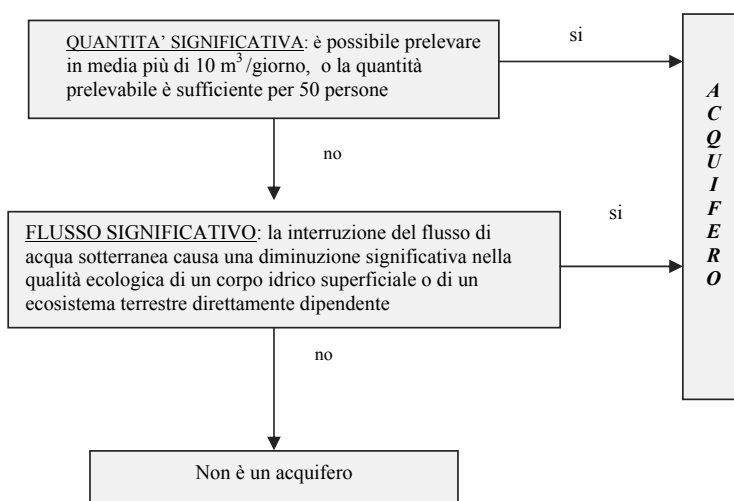 QUANTITA’ SIGNIFICATIVA: è possibile prelevare
in media più di 10 m³/giorno, o la quantità
prelevabile è sufficiente per 50 persone
si
no
FLUSSO SIGNIFICATIVO: la interruzione del flusso di
acqua sotterranea causa una diminuzione significativa nella
qualità ecologica di un corpo idrico superficiale o di un
ecosistema terrestre direttamente dipendente
si
no
Non è un acquifero
A
C
Q
U
I
F
E
R
O